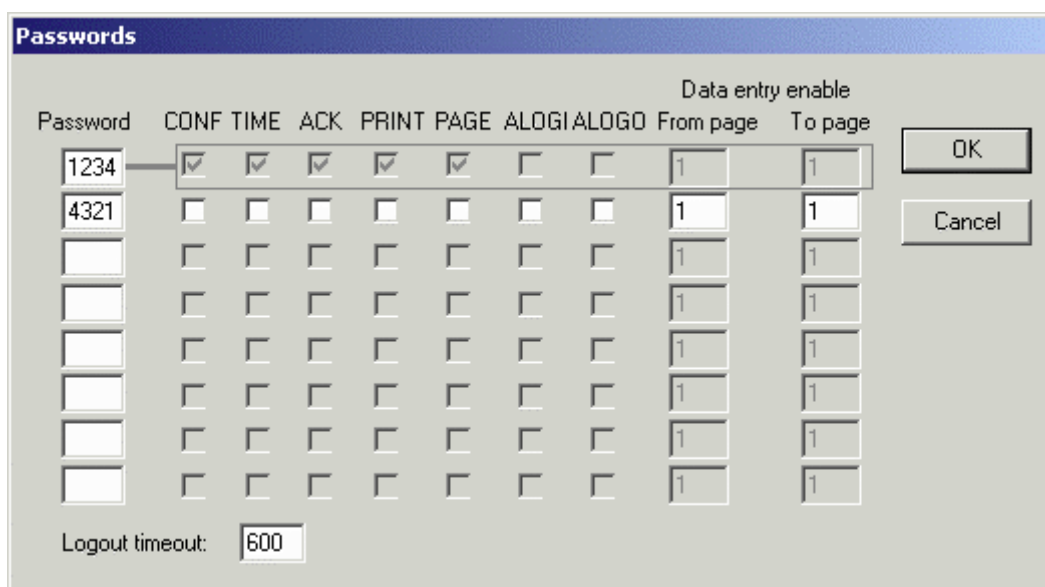 Passwords
Data entry enable
Password CONF TIME ACK PRINT PAGE ALOGI ALOGO From page To page
1234 1 1
OK
4321 1 1
Cancel
1 1
1 1
1 1
1 1
1 1
1 1
Logout timeout: 600